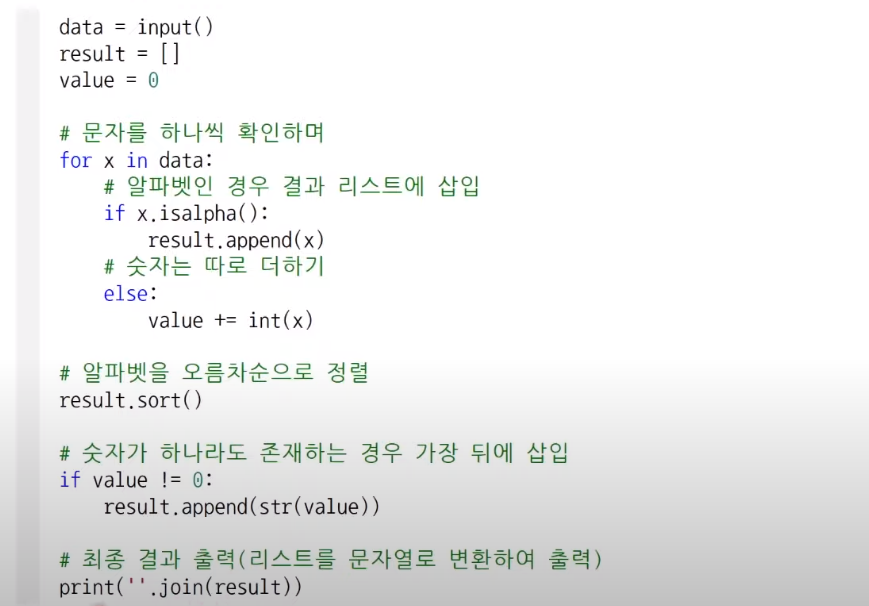 data = input()
result = []
value = 0
# 문자를 하나씩 확인하며
for x in data:
# 알파벳인 경우 결과 리스트에 삽입
if x.isalpha():
result.append(x)
# 숫자는 따로 더하기
else:
value += int(x)
# 알파벳을 오름차순으로 정렬
result.sort()
# 숫자가 하나라도 존재하는 경우 가장 뒤에 삽입
if value != 0:
result.append(str(value))
# 최종 결과 출력(리스트를 문자열로 변환하여 출력)
print(''.join(result))